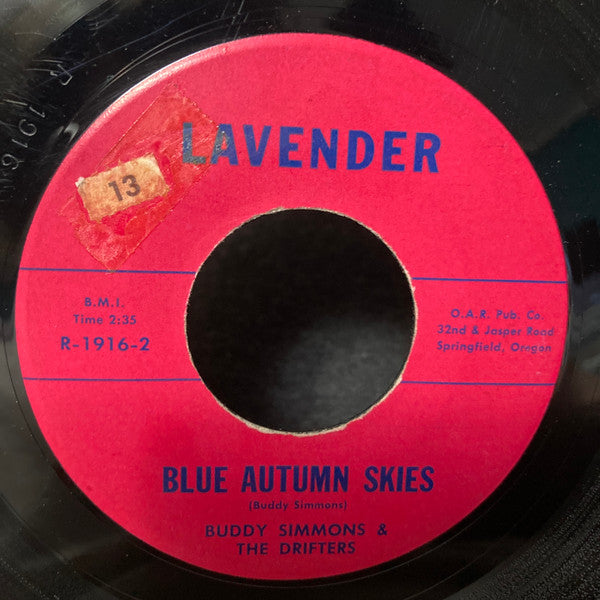 LAVENDER
13
B.M.I.
Time 2:35
R-1916-2
O.A.R. Pub. Co.
32nd & Jasper Road
Springfield, Oregon
BLUE AUTUMN SKIES
(Buddy Simmons)
BUDDY SIMMONS &
THE DRIFTERS